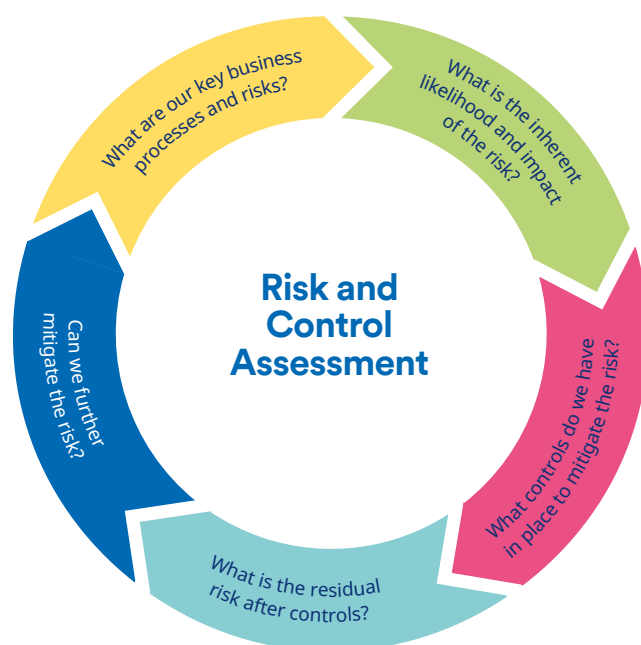 What are our key business
processes and risks?
What is the inherent
likelihood and impact
of the risk?
What controls do we have
in place to mitigate the risk?
What is the residual
risk after controls?
Can we further
mitigate the risk?
Risk and
Control
Assessment